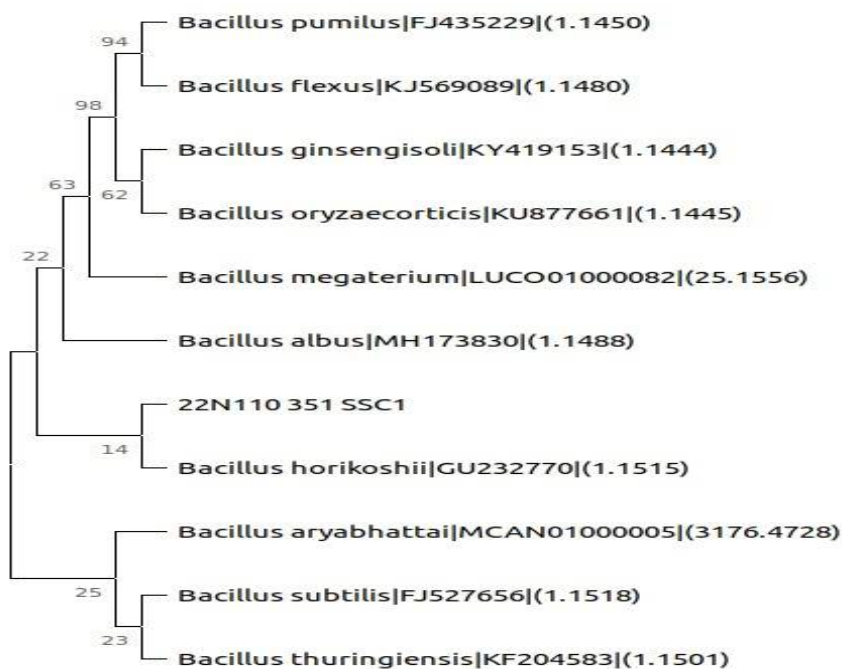 94
Bacillus pumilus|FJ435229|(1.1450)
Bacillus flexus|KJ569089|(1.1480)
98
Bacillus ginsengisoli|KY419153|(1.1444)
63
62
Bacillus oryzaecorticis|KU877661|(1.1445)
22
Bacillus megaterium|LUCO01000082|(25.1556)
Bacillus albus|MH173830|(1.1488)
22N110 351 SSC1
14
Bacillus horikoshii|GU232770|(1.1515)
Bacillus aryabhattai|MCAN01000005|(3176.4728)
25
Bacillus subtilis|FJ527656|(1.1518)
23
Bacillus thuringiensis|KF204583|(1.1501)